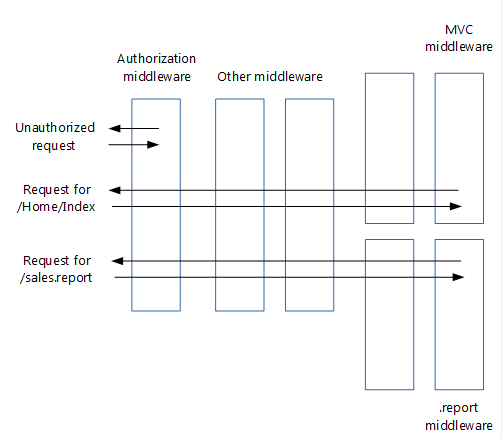 MVC
middleware
Authorization
middleware
Other middleware
Unauthorized
request
Request for
/Home/Index
Request for
/sales.report
.report
middleware